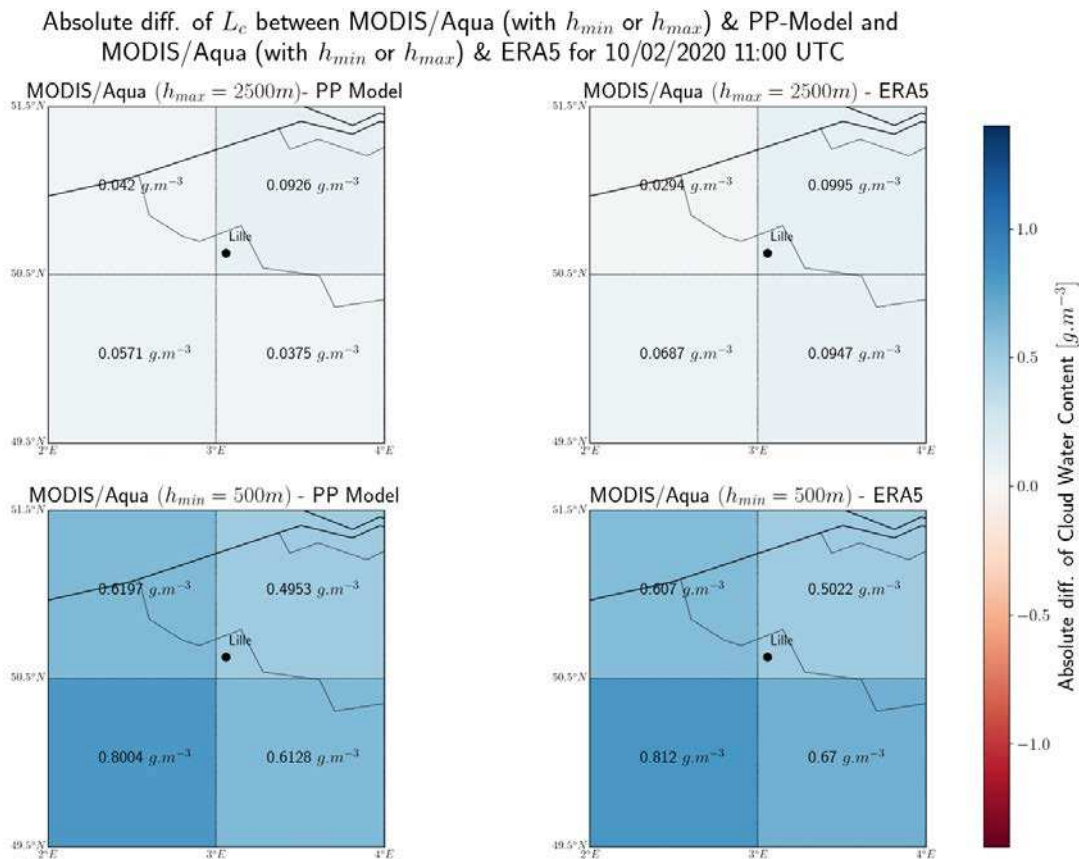 Absolute diff. of L_c between MODIS/Aqua (with h_min or h_max) & PP-Model and
MODIS/Aqua (with h_min or h_max) & ERA5 for 10/02/2020 11:00 UTC
MODIS/Aqua (h_max = 2500m)- PP Model
51.5°N
0.042 g.m⁻³
0.0926 g.m⁻³
Lille
50.5°N
0.0571 g.m⁻³
0.0375 g.m⁻³
49.5°N
2°E
3°E
4°E
MODIS/Aqua (h_max = 2500m) - ERA5
51.5°N
0.0294 g.m⁻³
0.0995 g.m⁻³
Lille
50.5°N
0.0687 g.m⁻³
0.0947 g.m⁻³
49.5°N
2°E
3°E
4°E
MODIS/Aqua (h_min = 500m) - PP Model
51.5°N
0.6197 g.m⁻³
0.4953 g.m⁻³
Lille
50.5°N
0.8004 g.m⁻³
0.6128 g.m⁻³
49.5°N
2°E
3°E
4°E
MODIS/Aqua (h_min = 500m) - ERA5
51.5°N
0.607 g.m⁻³
0.5022 g.m⁻³
Lille
50.5°N
0.812 g.m⁻³
0.67 g.m⁻³
49.5°N
2°E
3°E
4°E
1.0
0.5
0.0
−0.5
−1.0
Absolute diff. of Cloud Water Content [g.m⁻³]